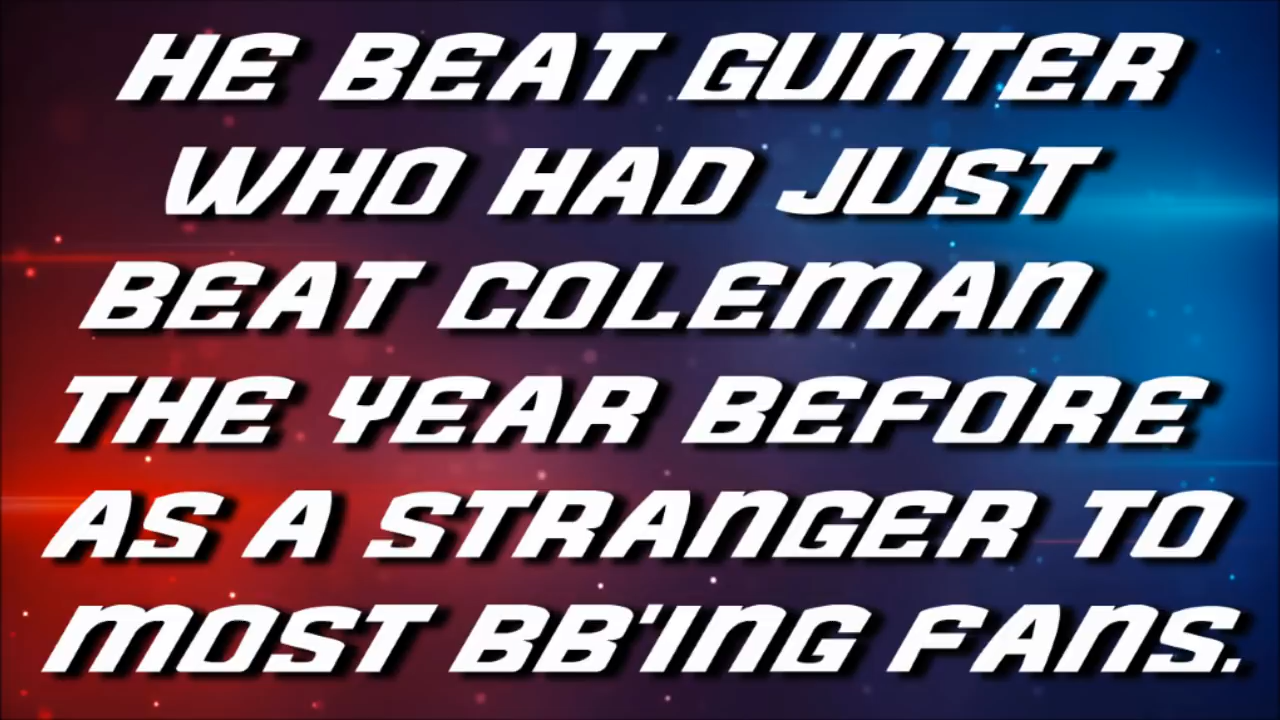 HE BEAT GUNTER
WHO HAD JUST
BEAT COLEMAN
THE YEAR BEFORE
AS A STRANGER TO
MOST BB'ING FANS.